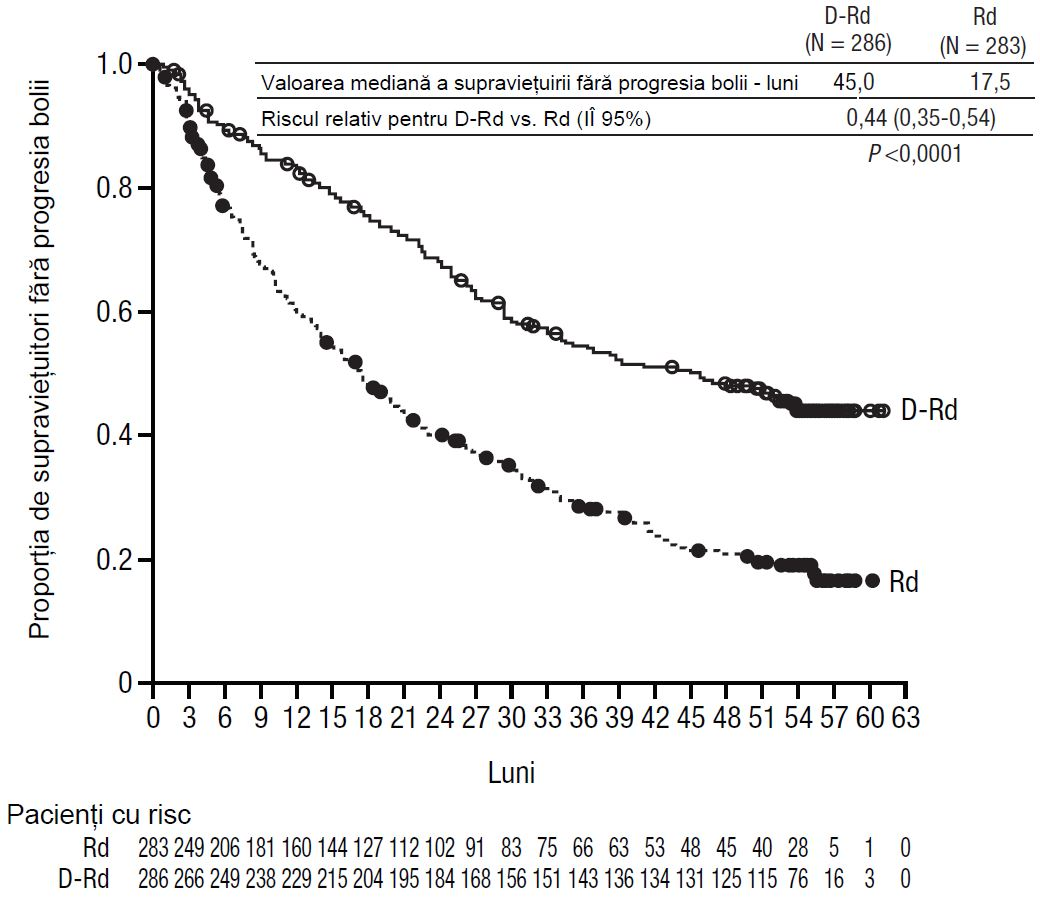 D-Rd Rd
(N = 286) (N = 283)
Valoarea mediană a supraviețuirii fără progresia bolii - luni 45,0 17,5
Riscul relativ pentru D-Rd vs. Rd (IÎ 95%) 0,44 (0,35-0,54)
P <0,0001
Proporția de supraviețuitori fără progresia bolii
1.0
0.8
0.6
0.4
0.2
0
D-Rd
Rd
0 3 6 9 12 15 18 21 24 27 30 33 36 39 42 45 48 51 54 57 60 63
Luni
Pacienți cu risc
Rd 283 249 206 181 160 144 127 112 102 91 83 75 66 63 53 48 45 40 28 5 1 0
D-Rd 286 266 249 238 229 215 204 195 184 168 156 151 143 136 134 131 125 115 76 16 3 0